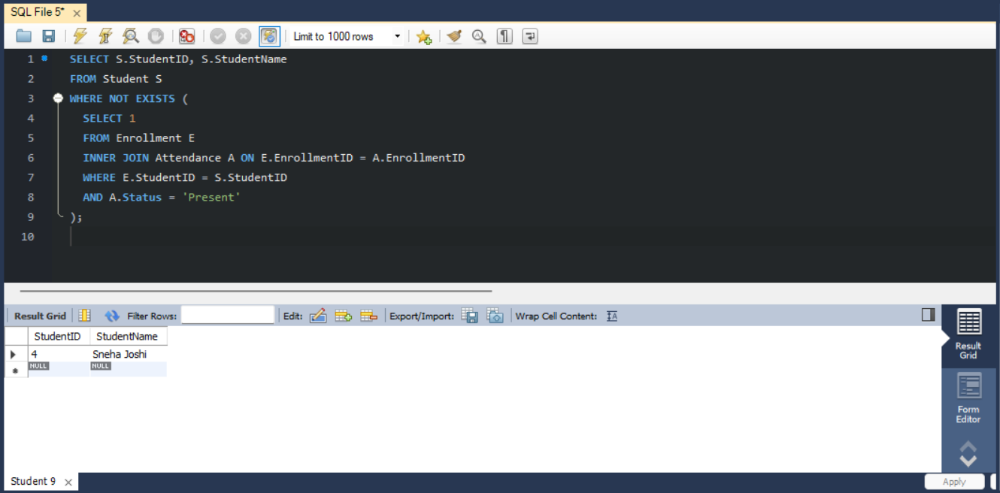 SQL File 5*
Limit to 1000 rows
1 SELECT S.StudentID, S.StudentName
2 FROM Student S
3 WHERE NOT EXISTS (
4 SELECT 1
5 FROM Enrollment E
6 INNER JOIN Attendance A ON E.EnrollmentID = A.EnrollmentID
7 WHERE E.StudentID = S.StudentID
8 AND A.Status = 'Present'
9 );
10
Result Grid Filter Rows: Edit: Export/Import: Wrap Cell Content:
StudentID StudentName
4 Sneha Joshi
NULL NULL
Result
Grid
Form
Editor
Student 9 Apply